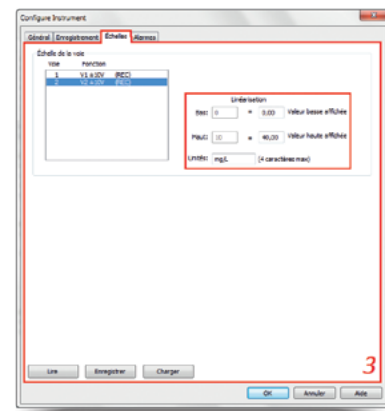 Configure Instrument
Général Enregistrement Échelles Alarmes
Échelle de la voie
Voie Fonction
1 V1 ±10V (REC)
2 V2 ±10V (REC)
Linéarisation
Bas: 0 = 0,00 Valeur basse affichée
Haut: 10 = 40,00 Valeur haute affichée
Unités: mg/L (4 caractères max)
3
Lire Enregistrer Charger
OK Annuler Aide